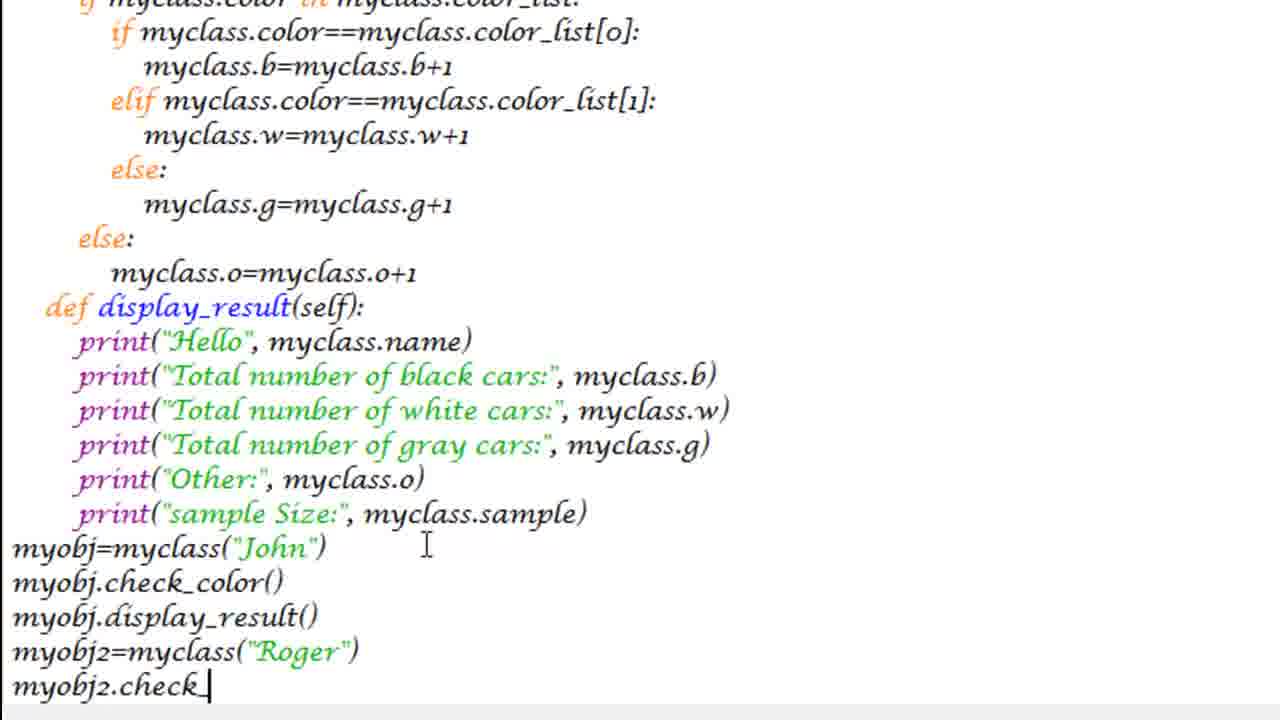 if myclass.color in myclass.color_list:
if myclass.color==myclass.color_list[0]:
myclass.b=myclass.b+1
elif myclass.color==myclass.color_list[1]:
myclass.w=myclass.w+1
else:
myclass.g=myclass.g+1
else:
myclass.o=myclass.o+1
def display_result(self):
print("Hello", myclass.name)
print("Total number of black cars:", myclass.b)
print("Total number of white cars:", myclass.w)
print("Total number of gray cars:", myclass.g)
print("Other:", myclass.o)
print("sample Size:", myclass.sample)
myobj=myclass("John")
myobj.check_color()
myobj.display_result()
myobj2=myclass("Roger")
myobj2.check_